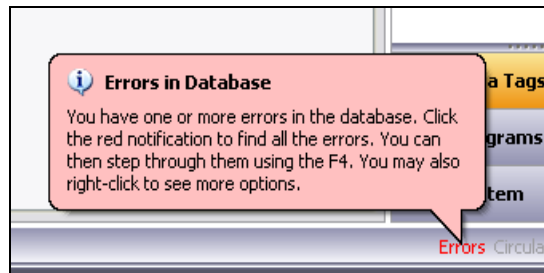 Errors in Database
You have one or more errors in the database. Click
the red notification to find all the errors. You can
then step through them using the F4. You may also
right-click to see more options.
a Tags
grams
tem
Errors Circula